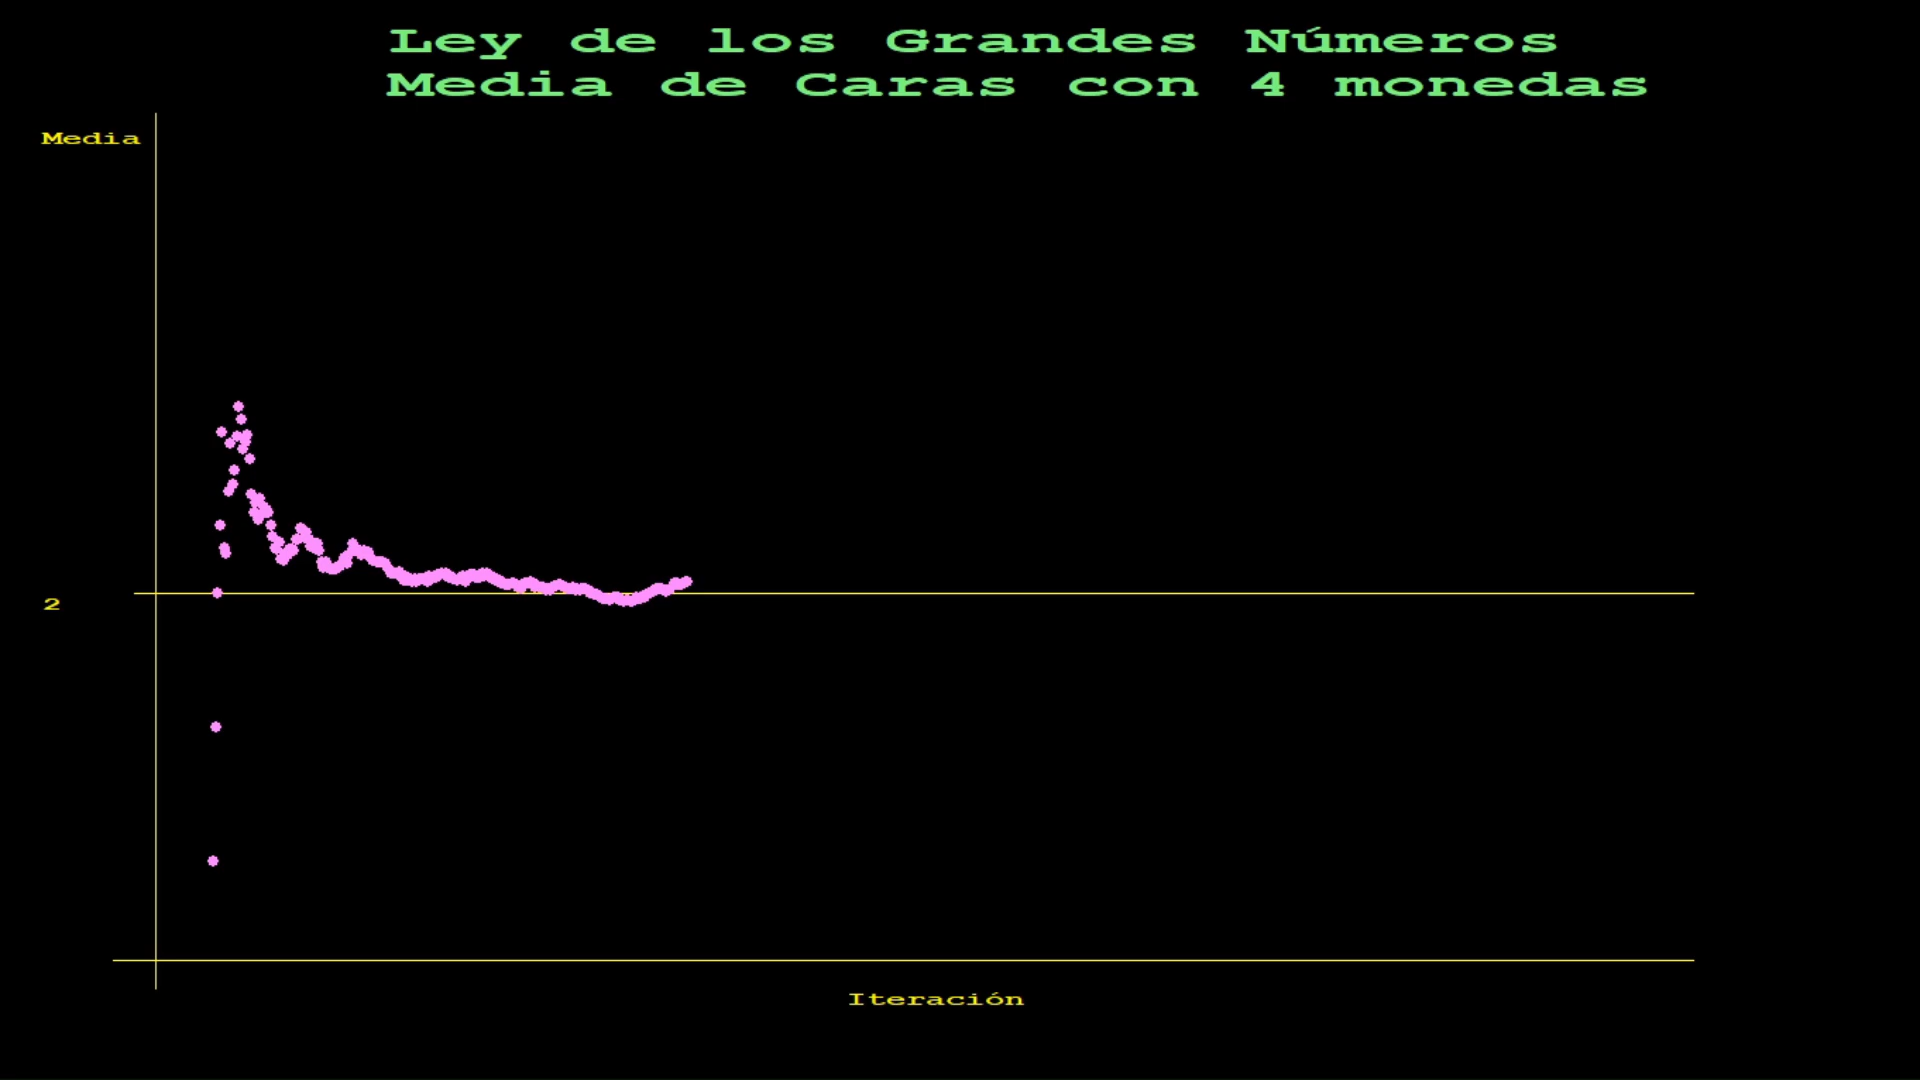 Ley de los Grandes Números
Media de Caras con 4 monedas
Media
2
Iteración